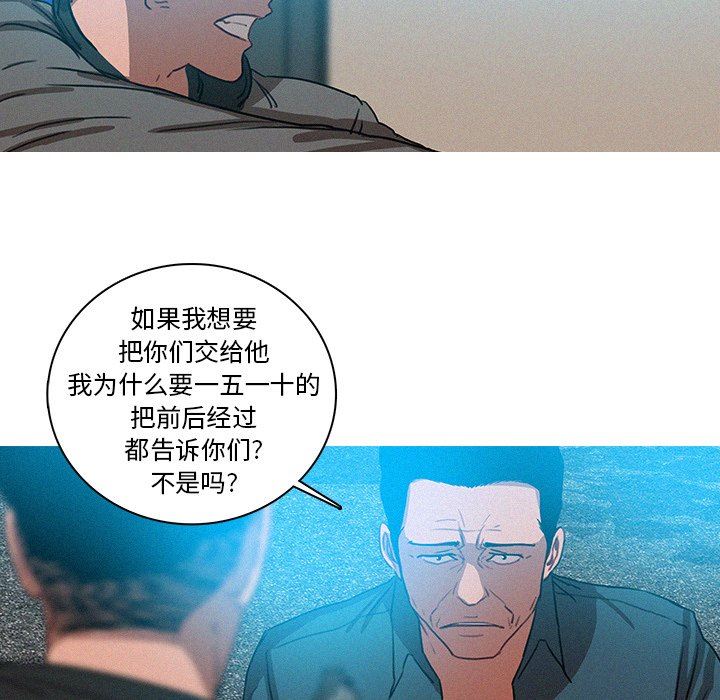 如果我想要
把你们交给他
我为什么要一五一十的
把前后经过
都告诉你们?
不是吗?